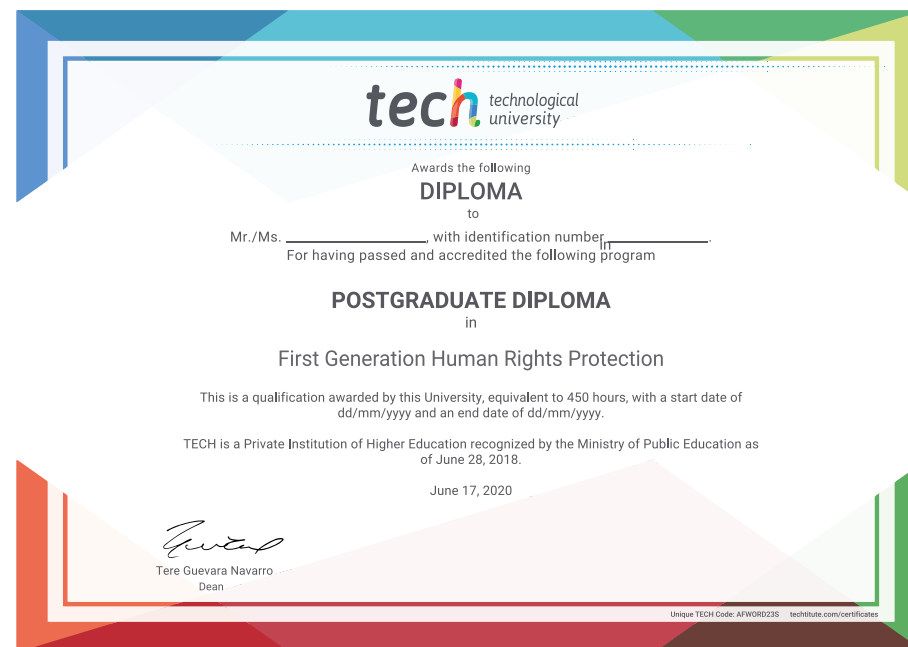 tech technological
university
Awards the following
DIPLOMA
to
Mr./Ms. , with identification number .
In
For having passed and accredited the following program
POSTGRADUATE DIPLOMA
in
First Generation Human Rights Protection
This is a qualification awarded by this University, equivalent to 450 hours, with a start date of
dd/mm/yyyy and an end date of dd/mm/yyyy.
TECH is a Private Institution of Higher Education recognized by the Ministry of Public Education as
of June 28, 2018.
June 17, 2020
Tere Guevara Navarro
Dean
Unique TECH Code: AFWORD23S techtitute.com/certificates